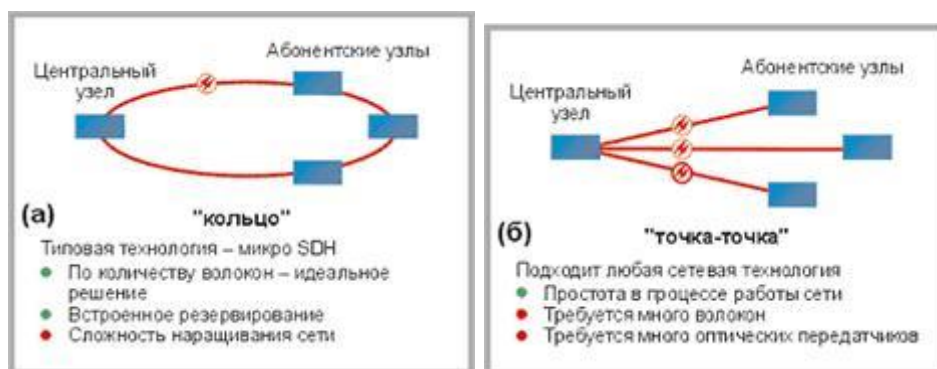 Абонентские узлы
Центральный
узел
(а)
"кольцо"
Типовая технология – микро SDH
По количеству волокон – идеальное
решение
Встроенное резервирование
Сложность наращивания сети
Абонентские узлы
Центральный
узел
(б)
"точка-точка"
Подходит любая сетевая технология
Простота в процессе работы сети
Требуется много волокон
Требуется много оптических передатчиков